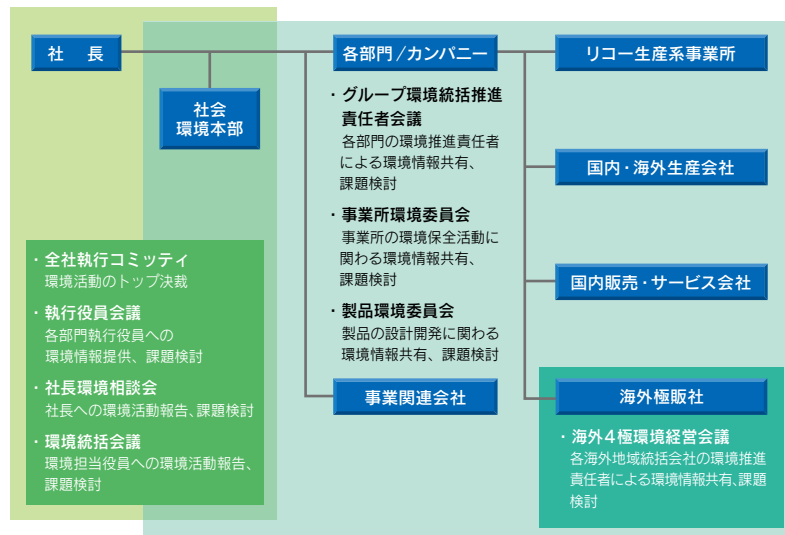 社　長
社会
環境本部
・全社執行コミッティ
環境活動のトップ決裁
・執行役員会議
各部門執行役員への
環境情報提供、課題検討
・社長環境相談会
社長への環境活動報告、課題検討
・環境統括会議
環境担当役員への環境活動報告、
課題検討
各部門/カンパニー
・グループ環境統括推進
責任者会議
各部門の環境推進責任者
による環境情報共有、
課題検討
・事業所環境委員会
事業所の環境保全活動に
関わる環境情報共有、
課題検討
・製品環境委員会
製品の設計開発に関わる
環境情報共有、課題検討
事業関連会社
リコー生産系事業所
国内・海外生産会社
国内販売・サービス会社
海外極販社
・海外4極環境経営会議
各海外地域統括会社の環境推進
責任者による環境情報共有、課題
検討